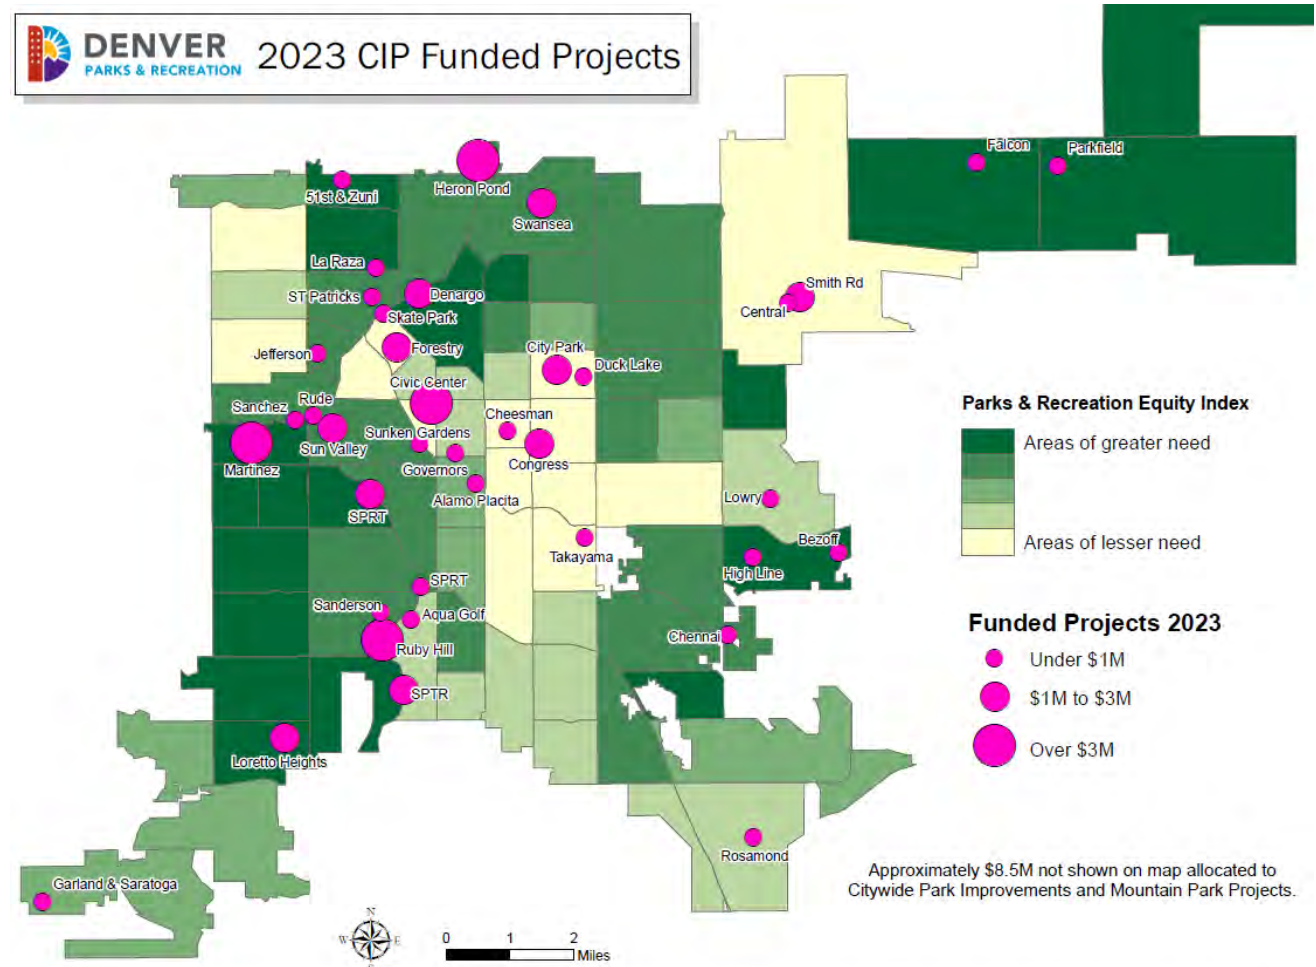 DENVER
PARKS & RECREATION
2023 CIP Funded Projects
Falcon
Parkfield
51st & Zuni
Heron Pond
Swansea
La Raza
ST Patricks
Denargo
Skate Park
Smith Rd
Central
Jefferson
Forestry
City Park
Duck Lake
Civic Center
Sanchez
Rude
Cheesman
Sunken Gardens
Sun Valley
Martinez
Governors
Congress
Alamo Placita
SPRT
Lowry
Takayama
Bezoff
High Line
SPRT
Sanderson
Aqua Golf
Chennai
Ruby Hill
SPTR
Loretto Heights
Rosamond
Garland & Saratoga
Parks & Recreation Equity Index
Areas of greater need
Areas of lesser need
Funded Projects 2023
Under $1M
$1M to $3M
Over $3M
Approximately $8.5M not shown on map allocated to
Citywide Park Improvements and Mountain Park Projects.
N
W E
S
0 1 2
Miles